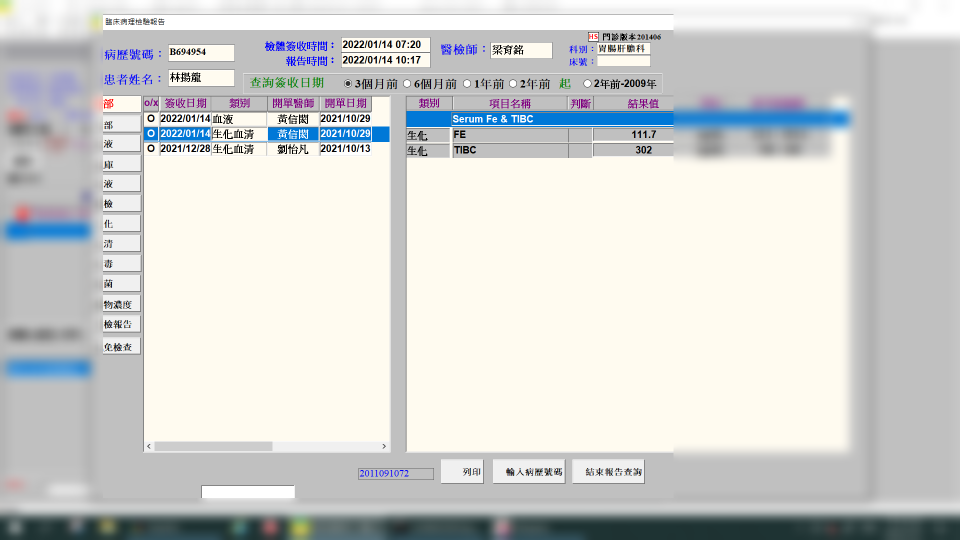 臨床病理檢驗報告
HS 門診版本201406
病歷號碼： B694954 檢體簽收時間： 2022/01/14 07:20 醫檢師： 梁育銘 科別： 胃腸肝膽科
報告時間： 2022/01/14 10:17 床號：
患者姓名： 林揚龍
查詢簽收日期 3個月前 6個月前 1年前 2年前 起 2年前-2009年
部 o/x 簽收日期 類別 開單醫師 開單日期 類別 項目名稱 判斷 結果值
O 2022/01/14 血液 黃信閎 2021/10/29 Serum Fe & TIBC
部
O 2022/01/14 生化血清 黃信閎 2021/10/29 生化 FE 111.7
液
O 2021/12/28 生化血清 劉怡凡 2021/10/13 生化 TIBC 302
庫
液
檢
化
清
毒
菌
物濃度
檢報告
免檢查
2011091072 列印 輸入病歷號碼 結束報告查詢